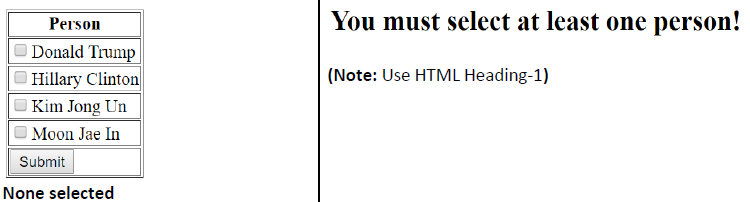 Person
Donald Trump
Hillary Clinton
Kim Jong Un
Moon Jae In
Submit
None selected
You must select at least one person!
(Note: Use HTML Heading-1)